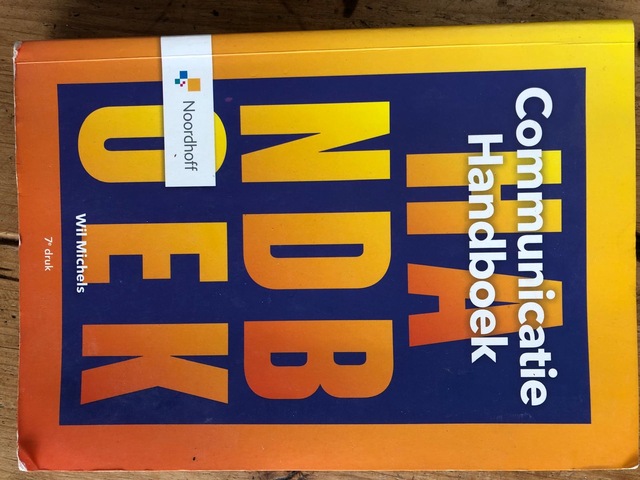 Communicatie
Handboek
HA
NDB
OEK
Noordhoff
Wil Michels
7e druk